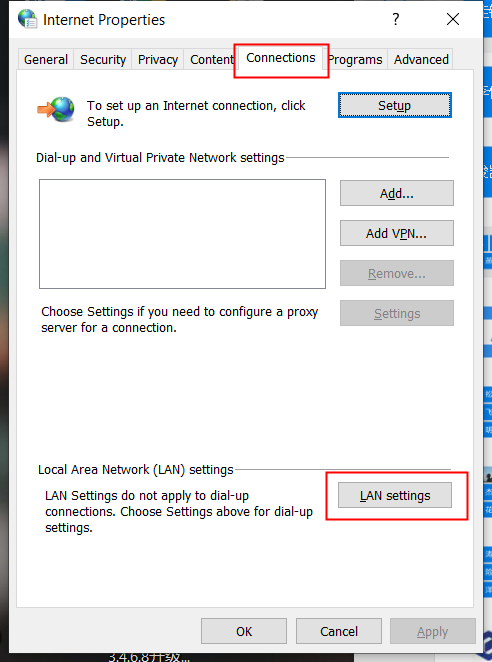 Internet Properties
?
General
Security
Privacy
Content
Connections
Programs
Advanced
To set up an Internet connection, click
Setup.
Setup
Dial-up and Virtual Private Network settings
Add...
Add VPN...
Remove...
Choose Settings if you need to configure a proxy
server for a connection.
Settings
Local Area Network (LAN) settings
LAN Settings do not apply to dial-up
connections. Choose Settings above for dial-up
settings.
LAN settings
OK
Cancel
Apply
3.4.6.8升级...